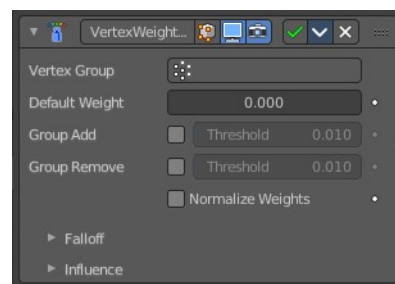 VertexWeight...
Vertex Group
Default Weight 0.000
Group Add Threshold 0.010
Group Remove Threshold 0.010
Normalize Weights
Falloff
Influence